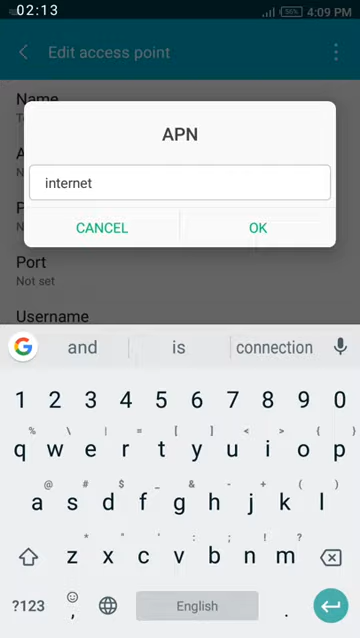 02:13
56%
4:09 PM
Edit access point
Name
APN
internet
CANCEL
OK
Port
Not set
Username
and
is
connection
1 2 3 4 5 6 7 8 9 0
% \ | = [ ] < > { }
q w e r t y u i o p
@ # $ _ & - + ( )
a s d f g h j k l
* " ' : ; ! ?
z x c v b n m
?123
,
English
.